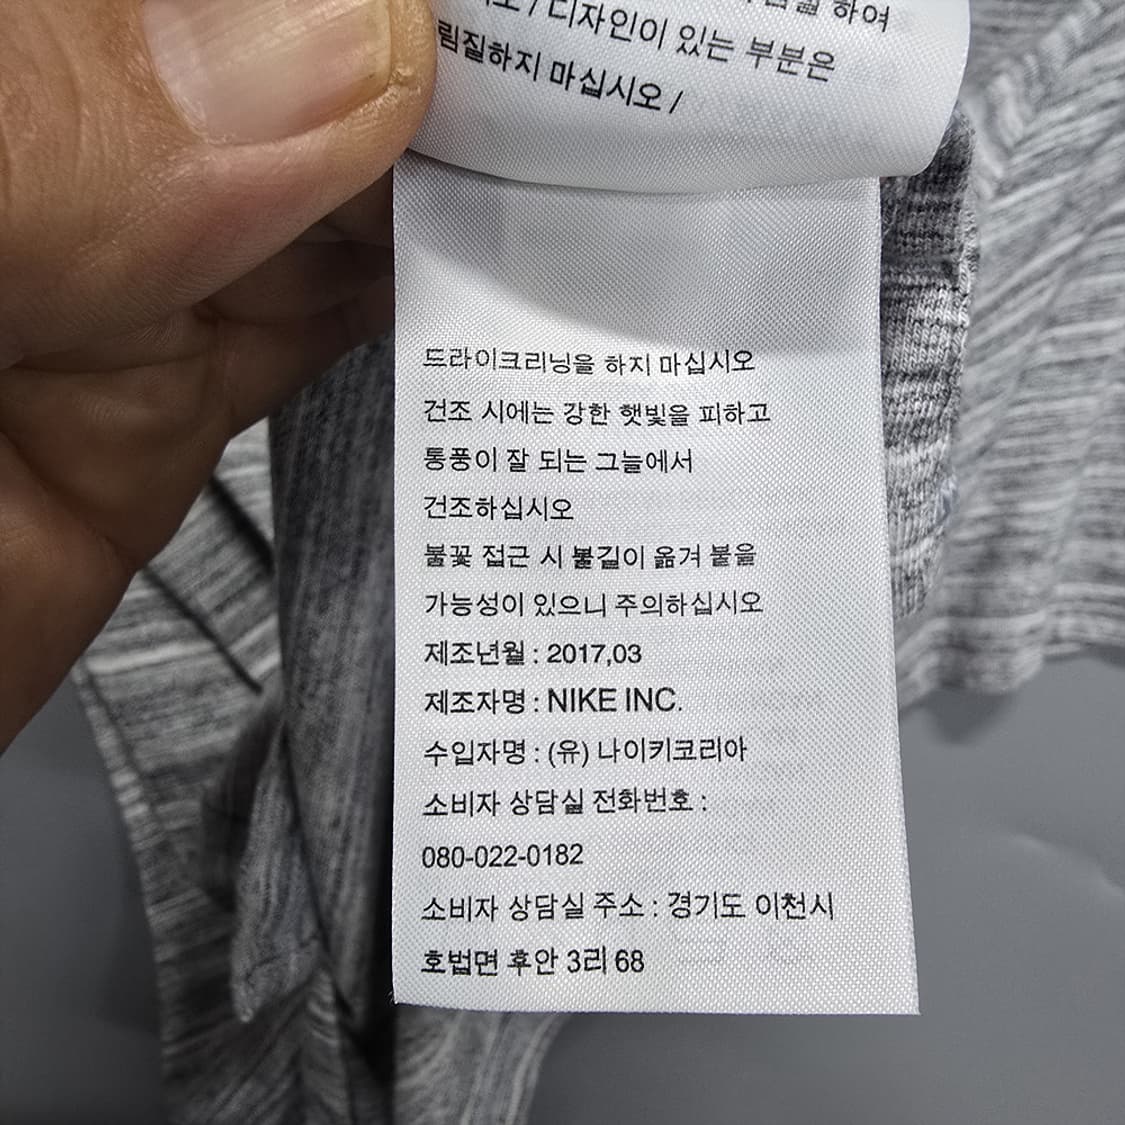 하여
디자인이 있는 부분은
림질하지 마십시오 /
드라이크리닝을 하지 마십시오
건조 시에는 강한 햇빛을 피하고
통풍이 잘 되는 그늘에서
건조하십시오
불꽃 접근 시 불길이 옮겨 붙을
가능성이 있으니 주의하십시오
제조년월 : 2017,03
제조자명 : NIKE INC.
수입자명 : (유) 나이키코리아
소비자 상담실 전화번호 :
080-022-0182
소비자 상담실 주소 : 경기도 이천시
호법면 후안 3리 68